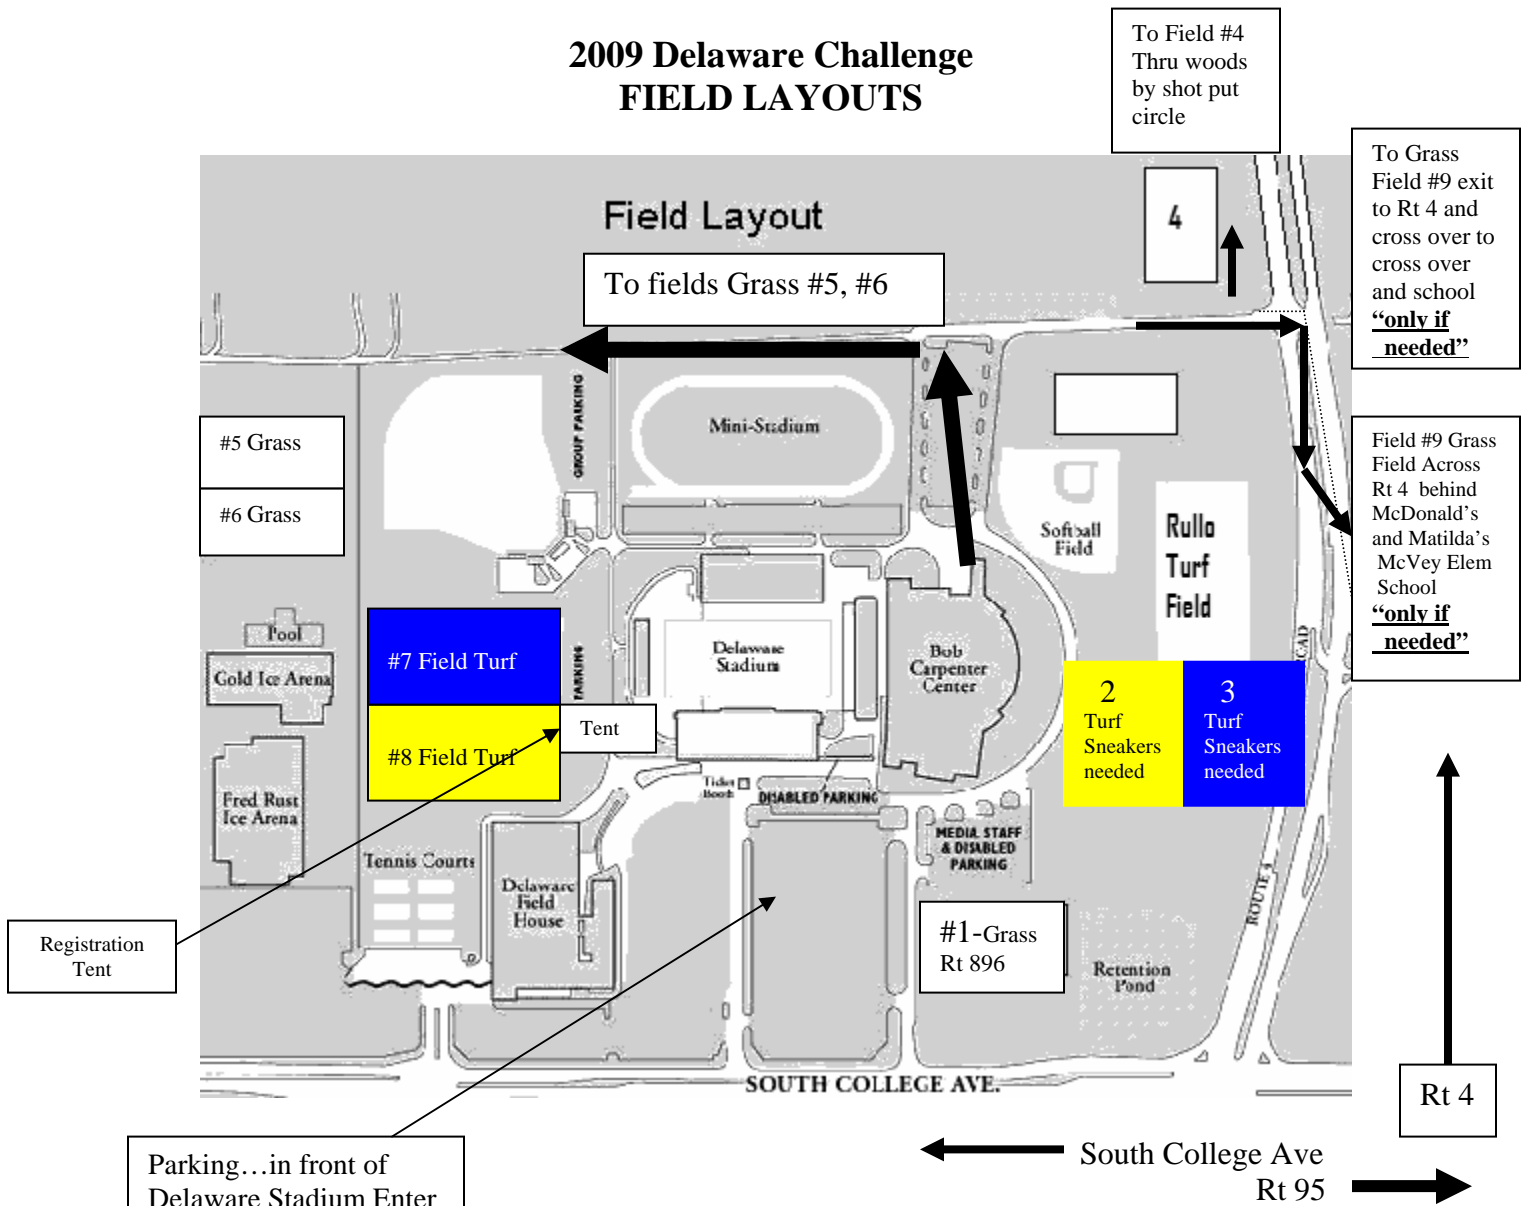 2009 Delaware Challenge
FIELD LAYOUTS
To Field #4
Thru woods
by shot put
circle
To Grass
Field #9 exit
to Rt 4 and
cross over to
cross over
and school
“only if
needed”
Field Layout
4
To fields Grass #5, #6
GROUP PARKING
Mini-Stadium
#5 Grass
#6 Grass
Softball
Field
Rullo
Turf
Field
Field #9 Grass
Field Across
Rt 4 behind
McDonald’s
and Matilda’s
McVey Elem
School
“only if
needed”
Pool
Gold Ice Arena
#7 Field Turf
PARKING
Delaware
Stadium
Bob
Carpenter
Center
2
Turf
Sneakers
needed
3
Turf
Sneakers
needed
#8 Field Turf
Tent
Ticket
Booth
DISABLED PARKING
Fred Rust
Ice Arena
MEDIA, STAFF
& DISABLED
PARKING
Tennis Courts
Delaware
Field
House
ROUTE 4
#1-Grass
Rt 896
Retention
Pond
Registration
Tent
SOUTH COLLEGE AVE.
Rt 4
Parking…in front of
Delaware Stadium Enter
South College Ave
Rt 95